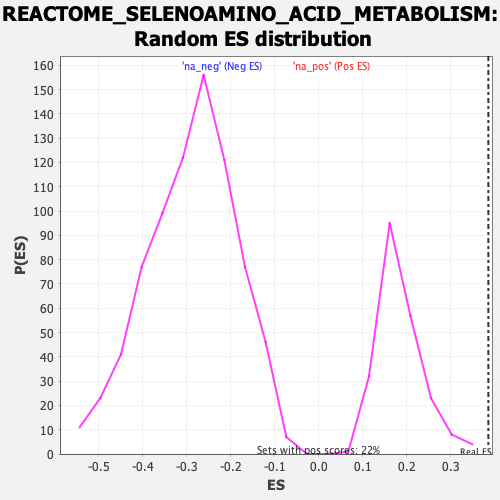 REACTOME_SELENOAMINO_ACID_METABOLISM:
Random ES distribution
'na_neg' (Neg ES) 'na_pos' (Pos ES)
160
150
140
130
120
110
100
90
80
70
60
50
40
30
20
10
0
P(ES)
Sets with pos scores: 22%
Real ES
-0.5 -0.4 -0.3 -0.2 -0.1 0.0 0.1 0.2 0.3
ES